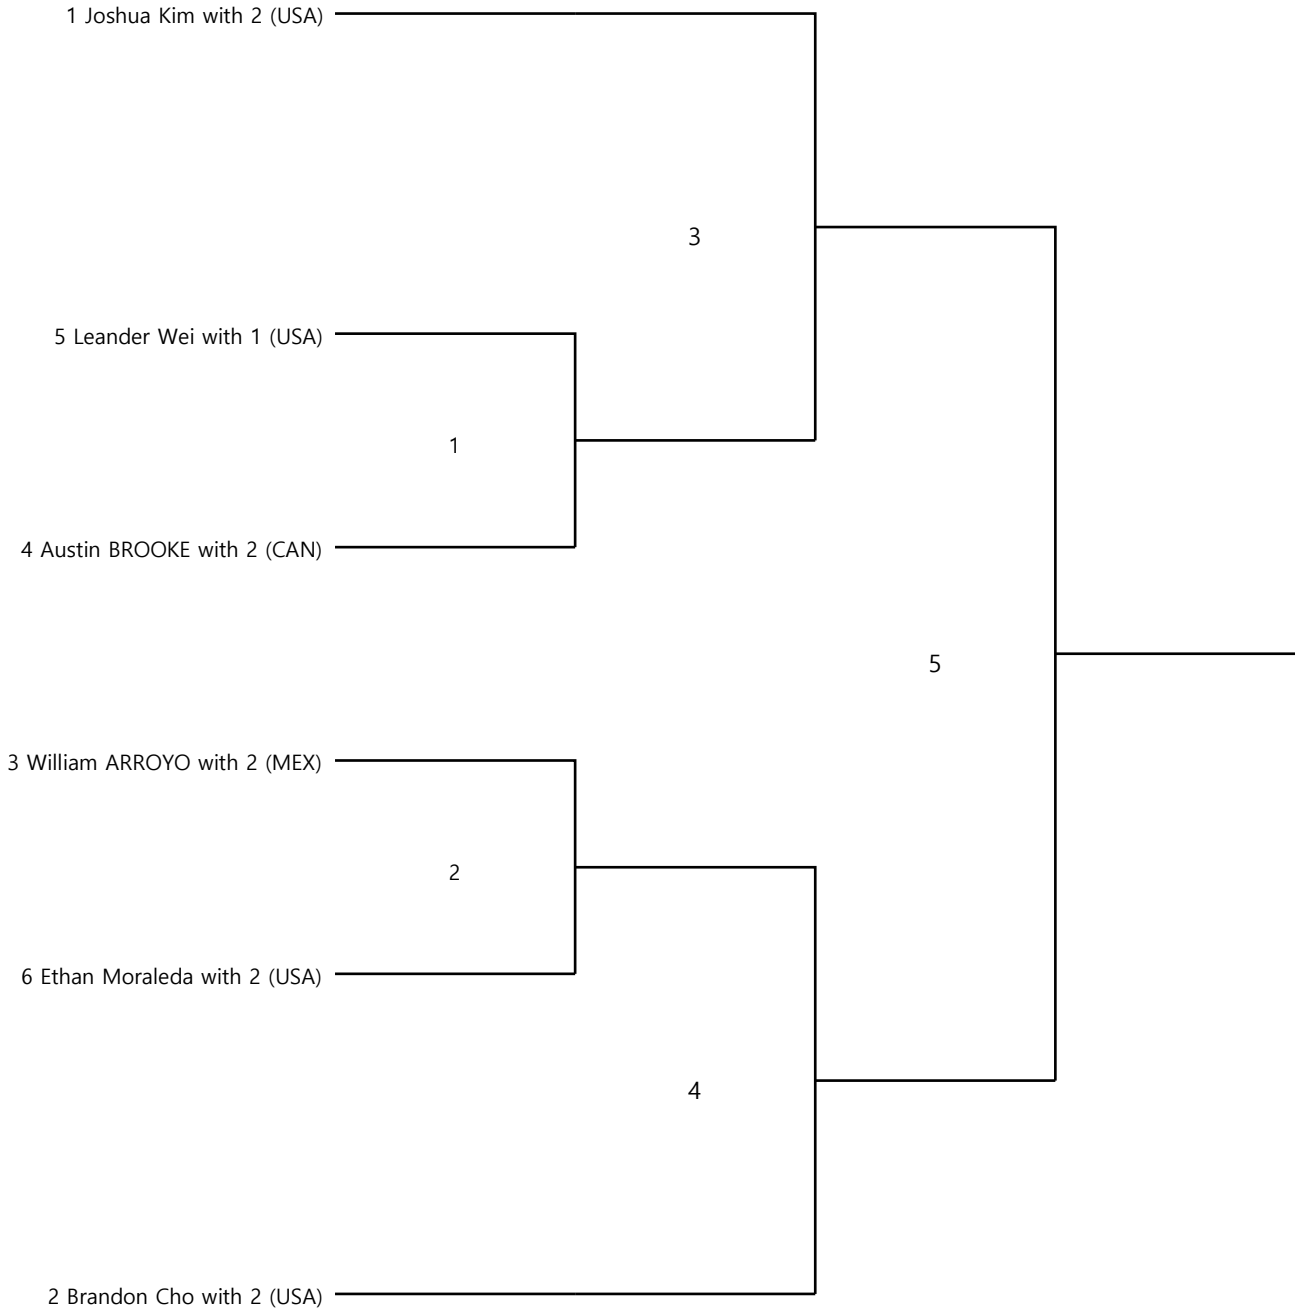 1 Joshua Kim with 2 (USA)
3
5 Leander Wei with 1 (USA)
1
4 Austin BROOKE with 2 (CAN)
5
3 William ARROYO with 2 (MEX)
2
6 Ethan Moraleda with 2 (USA)
4
2 Brandon Cho with 2 (USA)